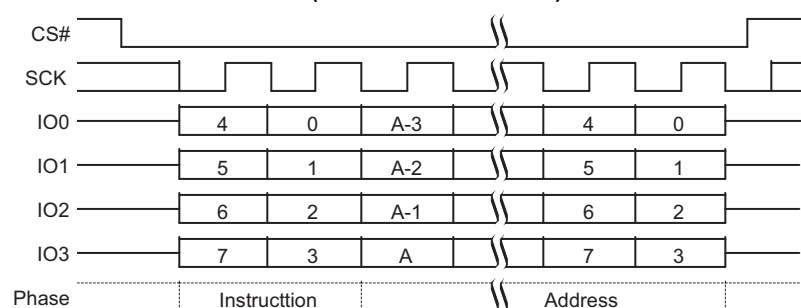 CS#
SCK
IO0 4 0 A-3 4 0
IO1 5 1 A-2 5 1
IO2 6 2 A-1 6 2
IO3 7 3 A 7 3
Phase Instructtion Address